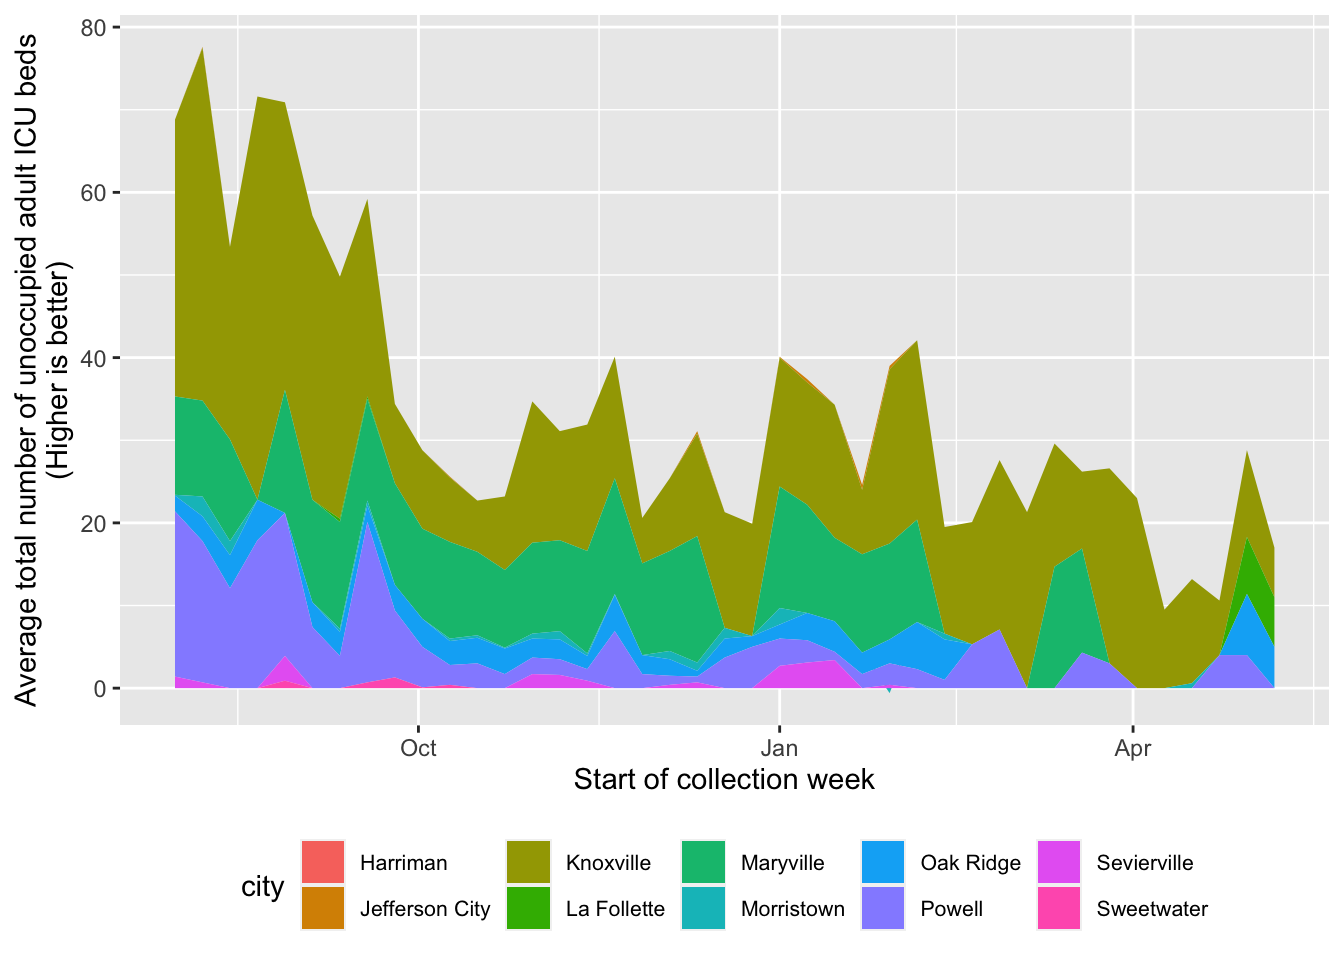 Average total number of unoccupied adult ICU beds
(Higher is better)
80
60
40
20
0
Oct Jan Apr
Start of collection week
city
Harriman Knoxville Maryville Oak Ridge Sevierville
Jefferson City La Follette Morristown Powell Sweetwater